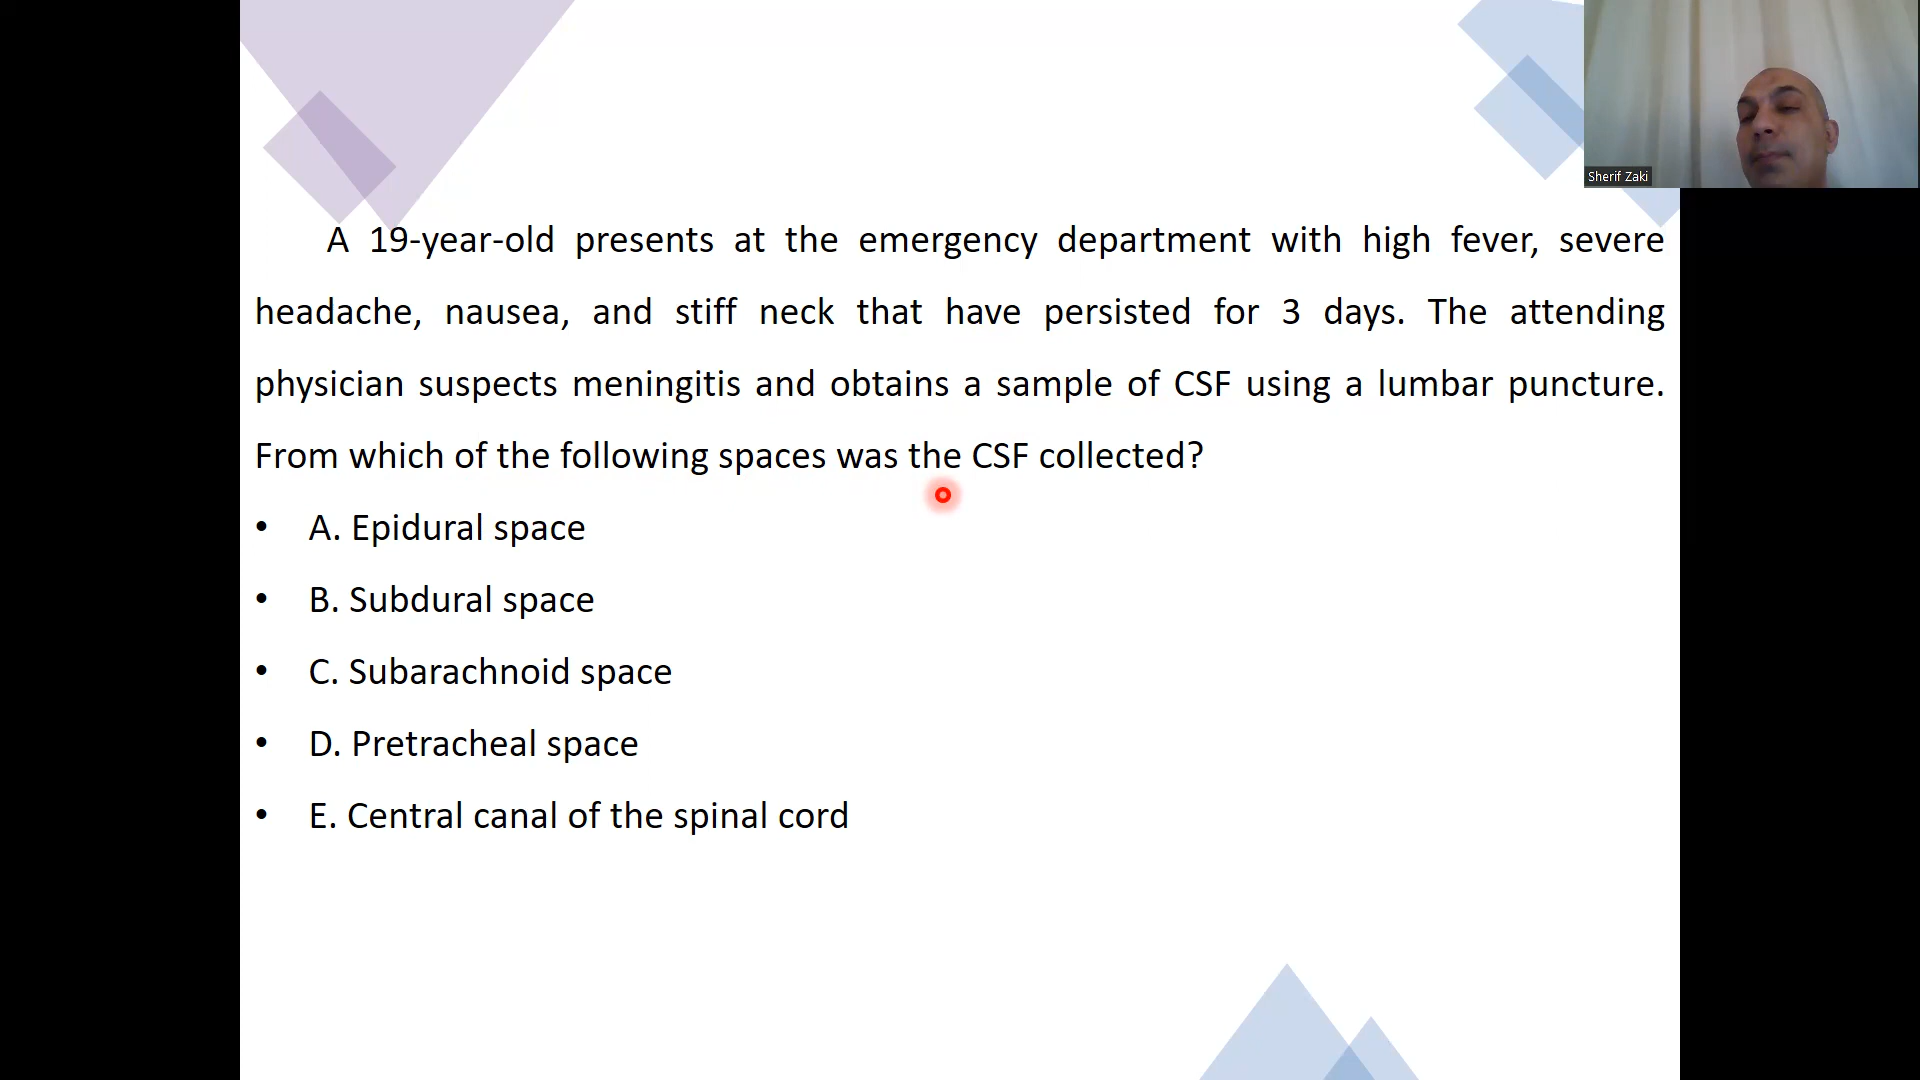 Sherif Zaki
A 19-year-old presents at the emergency department with high fever, severe
headache, nausea, and stiff neck that have persisted for 3 days. The attending
physician suspects meningitis and obtains a sample of CSF using a lumbar puncture.
From which of the following spaces was the CSF collected?
• A. Epidural space
• B. Subdural space
• C. Subarachnoid space
• D. Pretracheal space
• E. Central canal of the spinal cord